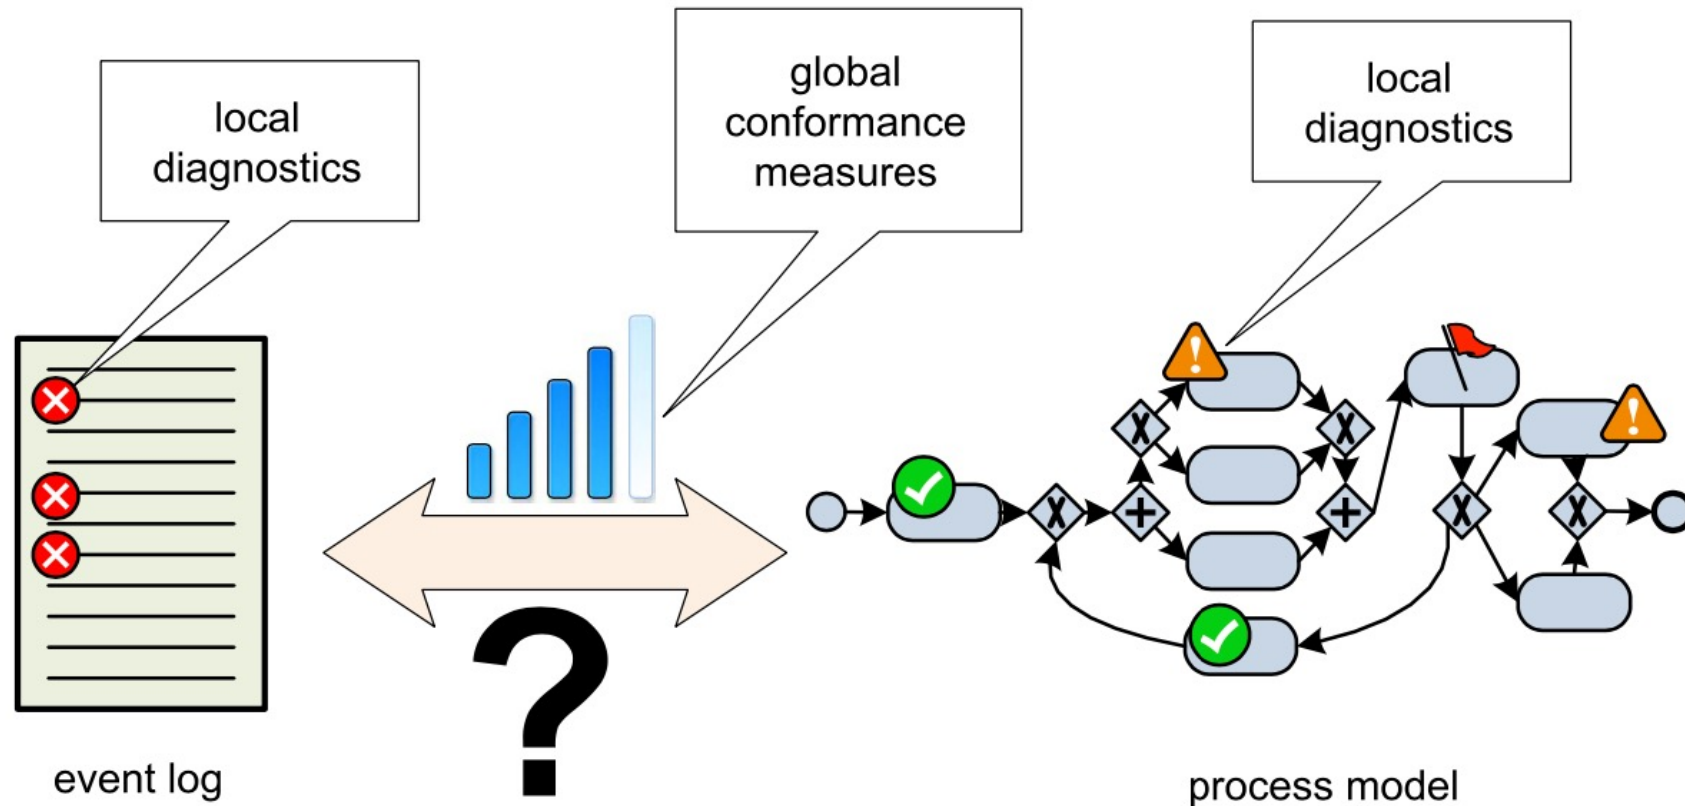 local
diagnostics
global
conformance
measures
local
diagnostics
?
event log
process model